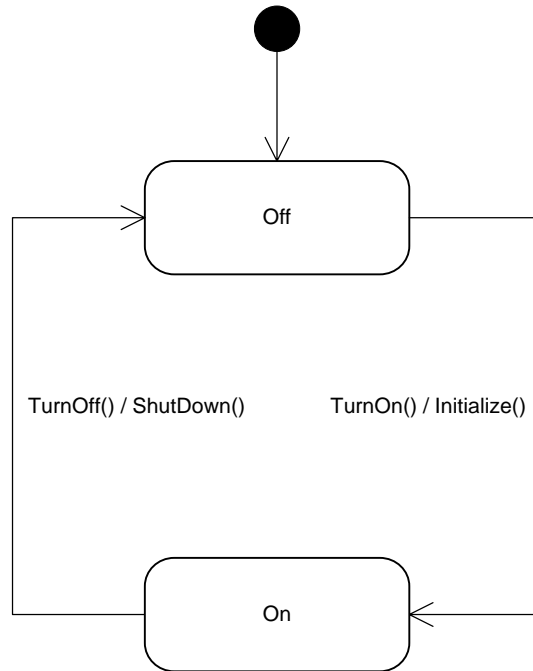 Off
TurnOff() / ShutDown()
TurnOn() / Initialize()
On